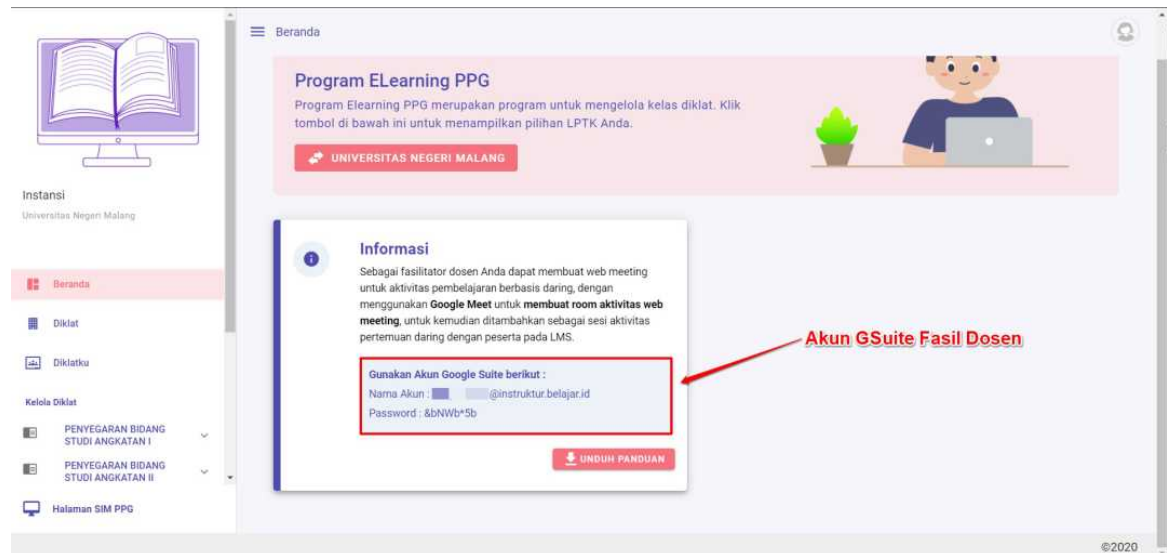 Beranda
Program ELearning PPG
Program Elearning PPG merupakan program untuk mengelola kelas diklat. Klik
tombol di bawah ini untuk menampilkan pilihan LPTK Anda.
UNIVERSITAS NEGERI MALANG
Instansi
Universitas Negeri Malang
Beranda
Diklat
Diklatku
Kelola Diklat
PENYEGARAN BIDANG
STUDI ANGKATAN I
PENYEGARAN BIDANG
STUDI ANGKATAN II
Halaman SIM PPG
Informasi
Sebagai fasilitator dosen Anda dapat membuat web meeting
untuk aktivitas pembelajaran berbasis daring, dengan
menggunakan Google Meet untuk membuat room aktivitas web
meeting, untuk kemudian ditambahkan sebagai sesi aktivitas
pertemuan daring dengan peserta pada LMS.
Gunakan Akun Google Suite berikut :
Nama Akun : @instruktur.belajar.id
Password : &bNWb*5b
UNDUH PANDUAN
Akun GSuite Fasil Dosen
©2020